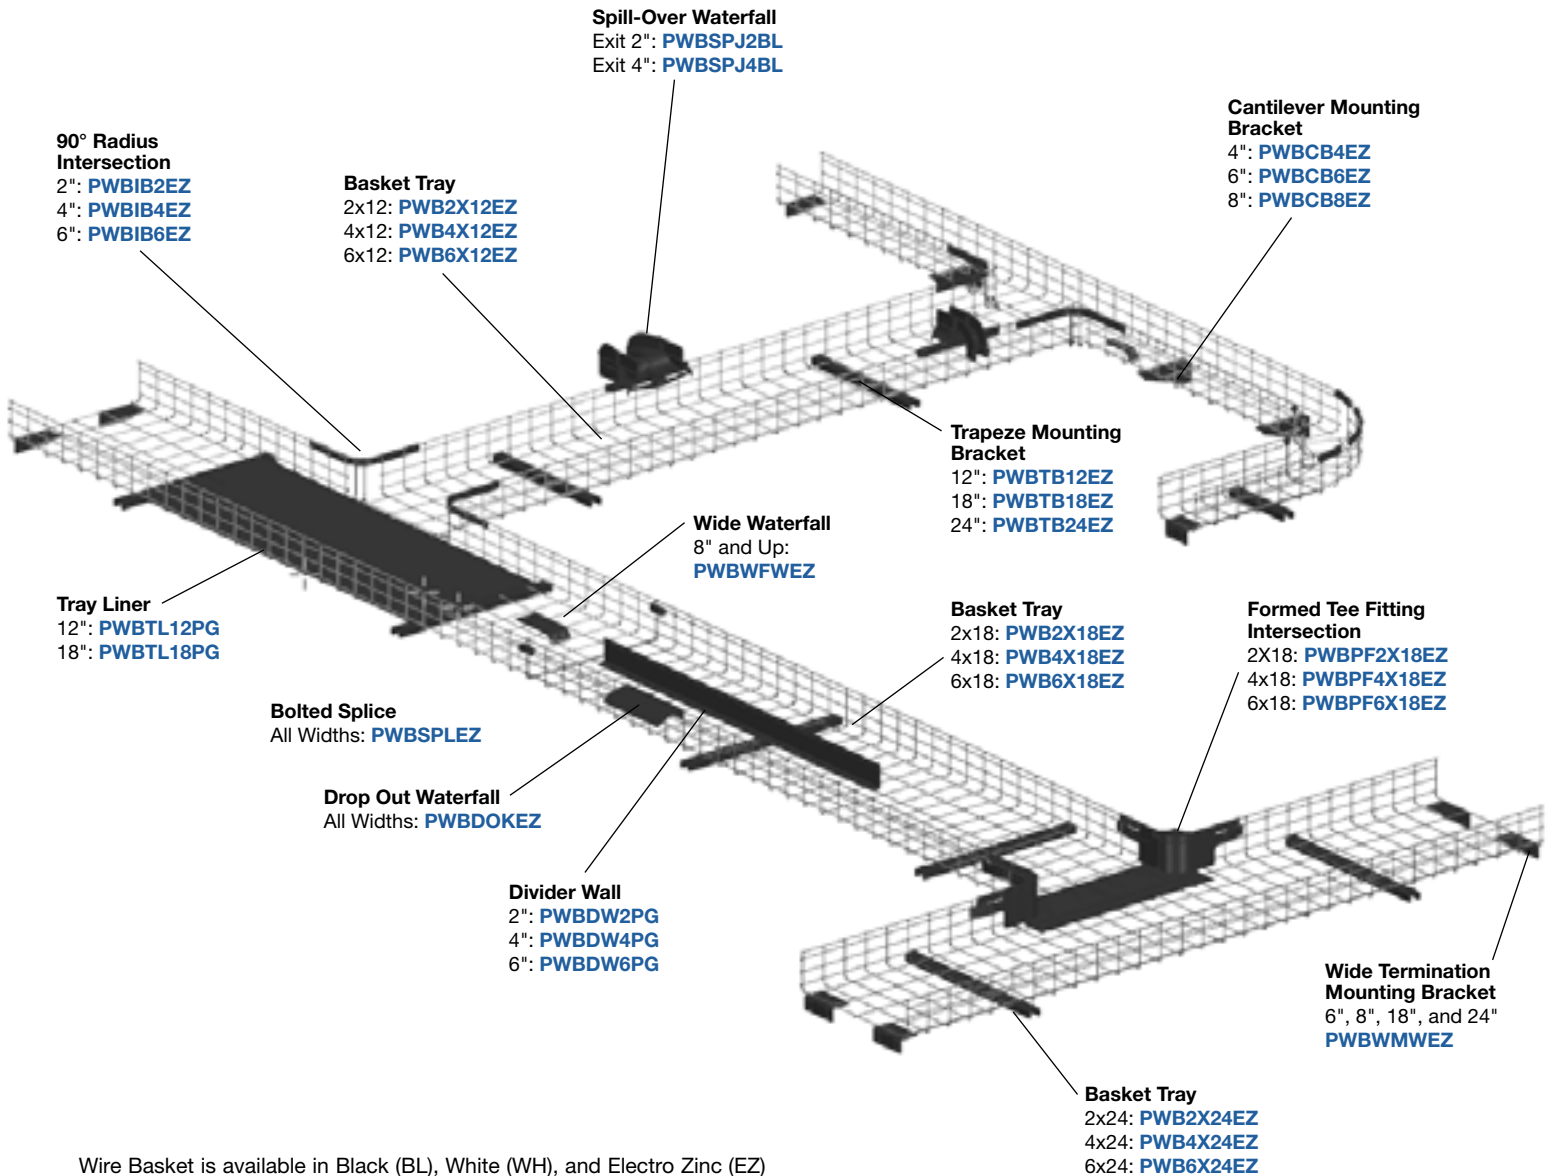 Spill-Over Waterfall
Exit 2": PWBSPJ2BL
Exit 4": PWBSPJ4BL
Cantilever Mounting
Bracket
4": PWBCB4EZ
6": PWBCB6EZ
8": PWBCB8EZ
90° Radius
Intersection
2": PWBIB2EZ
4": PWBIB4EZ
6": PWBIB6EZ
Basket Tray
2x12: PWB2X12EZ
4x12: PWB4X12EZ
6x12: PWB6X12EZ
Trapeze Mounting
Bracket
12": PWBTB12EZ
18": PWBTB18EZ
24": PWBTB24EZ
Wide Waterfall
8" and Up:
PWBWFWEZ
Tray Liner
12": PWBTL12PG
18": PWBTL18PG
Basket Tray
2x18: PWB2X18EZ
4x18: PWB4X18EZ
6x18: PWB6X18EZ
Formed Tee Fitting
Intersection
2X18: PWBPF2X18EZ
4x18: PWBPF4X18EZ
6x18: PWBPF6X18EZ
Bolted Splice
All Widths: PWBSPLEZ
Drop Out Waterfall
All Widths: PWBDOKEZ
Divider Wall
2": PWBDW2PG
4": PWBDW4PG
6": PWBDW6PG
Wide Termination
Mounting Bracket
6", 8", 18", and 24"
PWBWMWEZ
Basket Tray
2x24: PWB2X24EZ
4x24: PWB4X24EZ
6x24: PWB6X24EZ
Wire Basket is available in Black (BL), White (WH), and Electro Zinc (EZ)